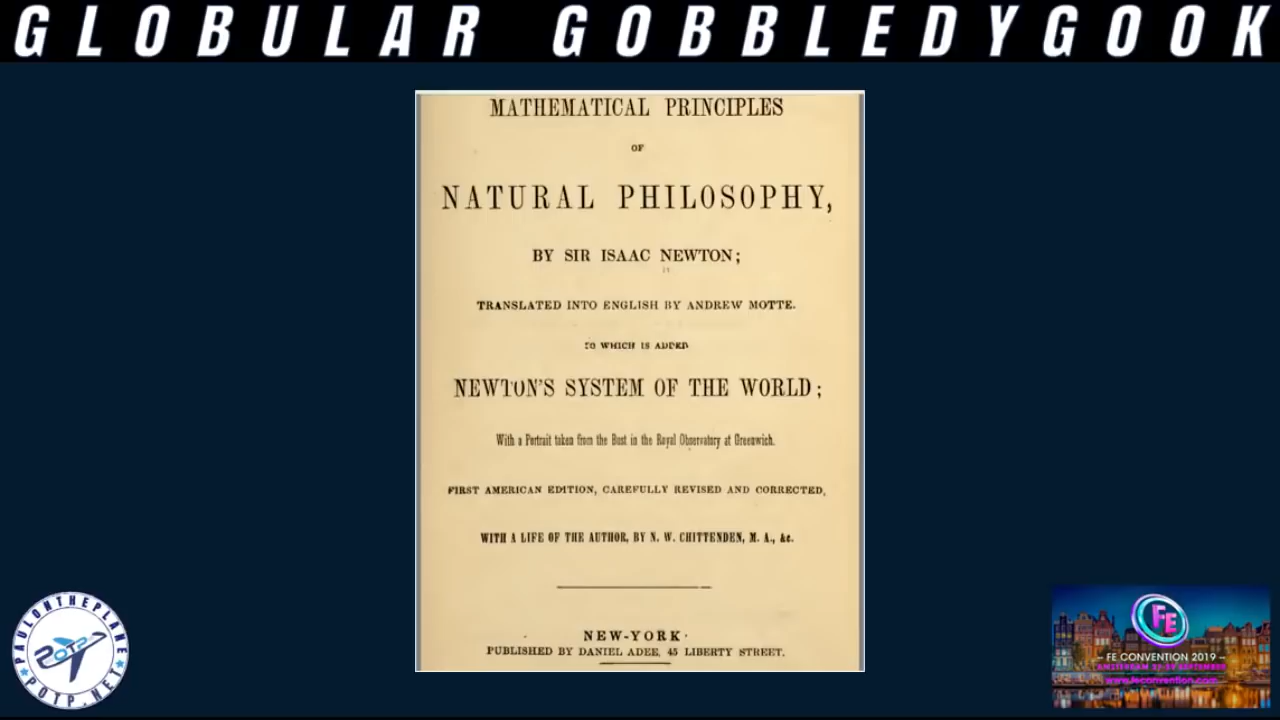 GLOBULAR GOBBLEDYGOOK
MATHEMATICAL PRINCIPLES
OF
NATURAL PHILOSOPHY,
BY SIR ISAAC NEWTON;
TRANSLATED INTO ENGLISH BY ANDREW MOTTE.
TO WHICH IS ADDED
NEWTON'S SYSTEM OF THE WORLD;
With a Portrait taken from the Bust in the Royal Observatory at Greenwich.
FIRST AMERICAN EDITION, CAREFULLY REVISED AND CORRECTED,
WITH A LIFE OF THE AUTHOR, BY N. W. CHITTENDEN, M. A., &c.
NEW-YORK
PUBLISHED BY DANIEL ADEE, 45 LIBERTY STREET.
PAULONTHEPLANE
POTP
POTP.NET
FE
FE CONVENTION 2019
AMSTERDAM SEPTEMBER
www.feconvention.com